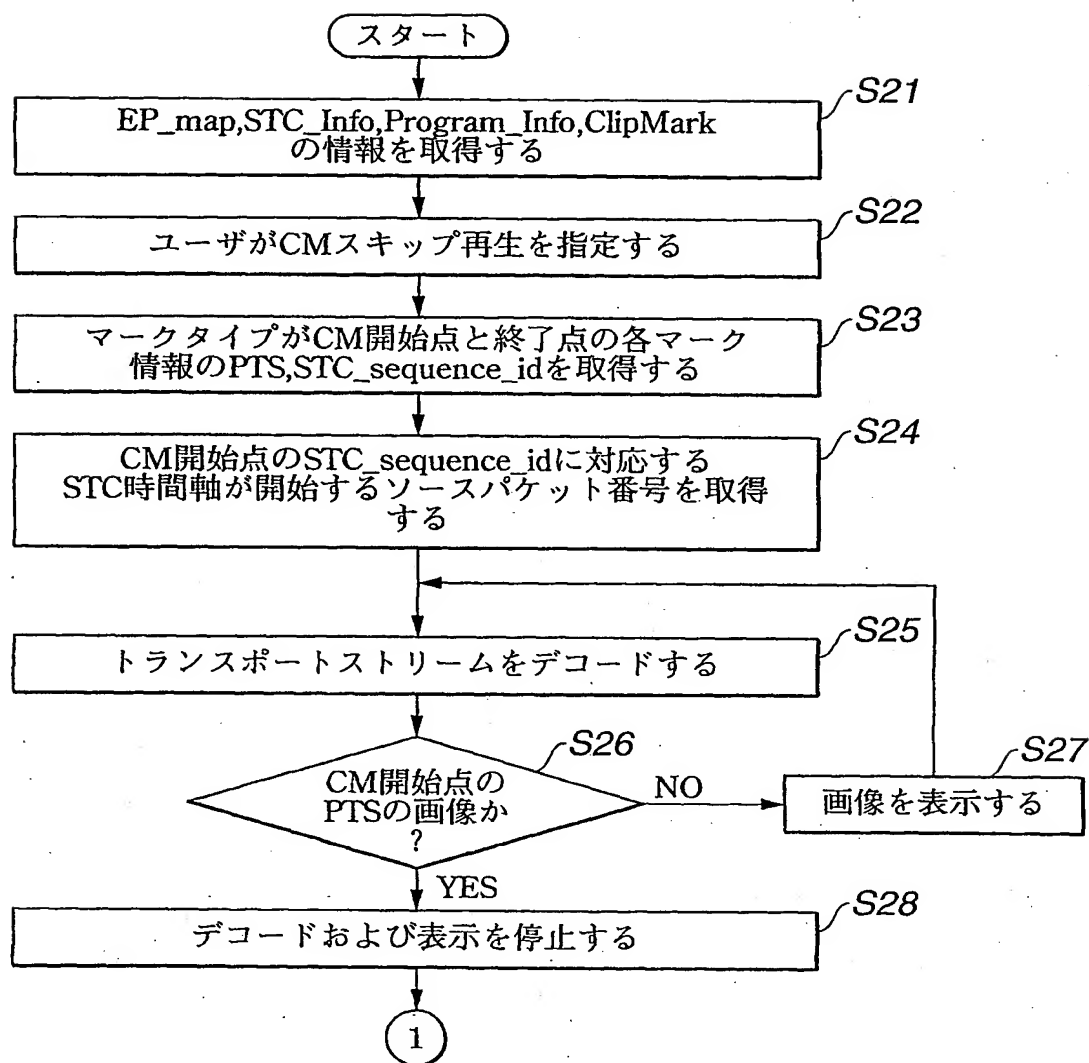 スタート
S21
EP_map,STC_Info,Program_Info,ClipMark
の情報を取得する
S22
ユーザがCMスキップ再生を指定する
S23
マークタイプがCM開始点と終了点の各マーク
情報のPTS,STC_sequence_idを取得する
S24
CM開始点のSTC_sequence_idに対応する
STC時間軸が開始するソースパケット番号を取得
する
S25
トランスポートストリームをデコードする
S26
CM開始点の
PTSの画像か
?
NO
S27
画像を表示する
YES
S28
デコードおよび表示を停止する
1